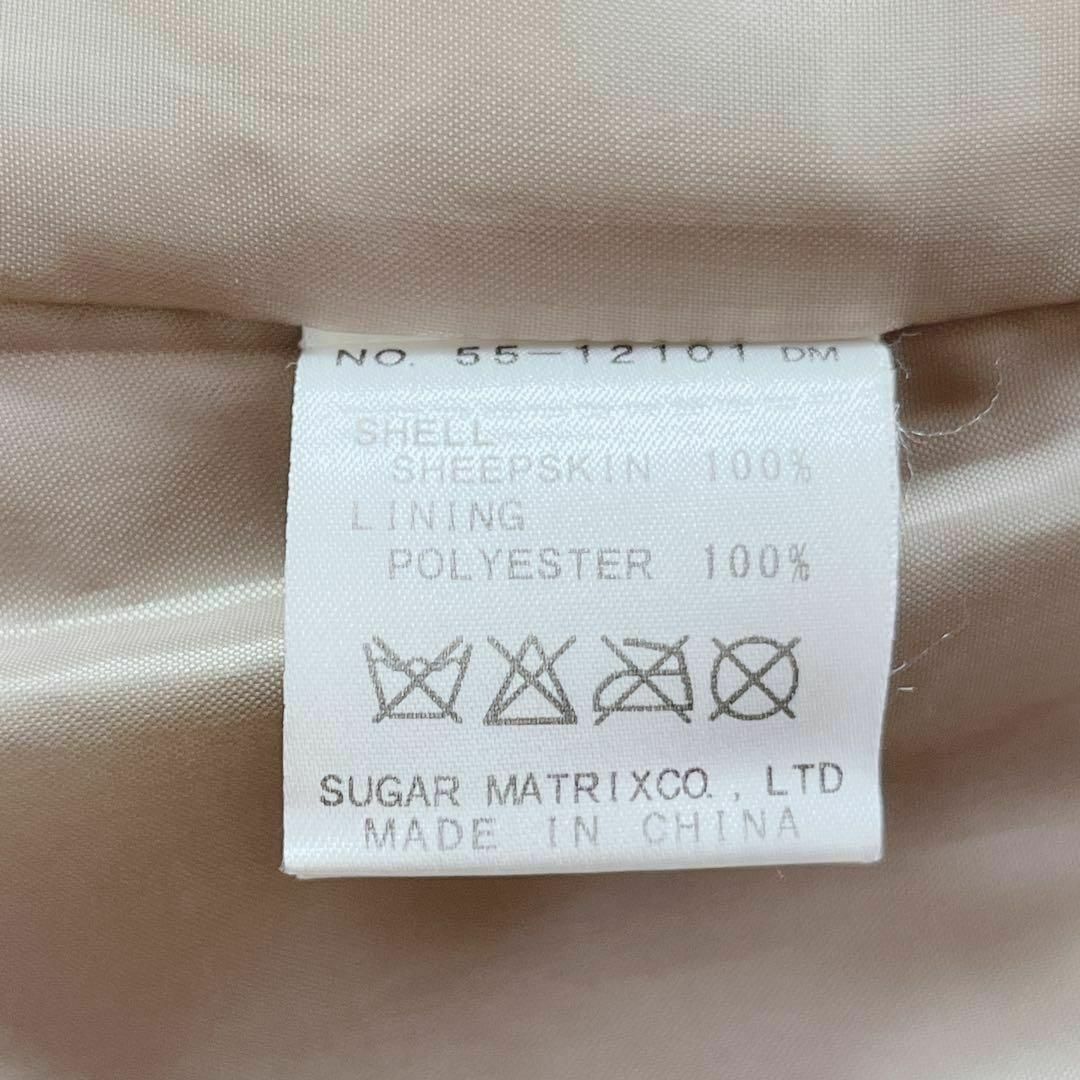 NO. 55-12101 DM
SHELL
SHEEPSKIN 100%
LINING
POLYESTER 100%
SUGAR MATRIXCO., LTD
MADE IN CHINA